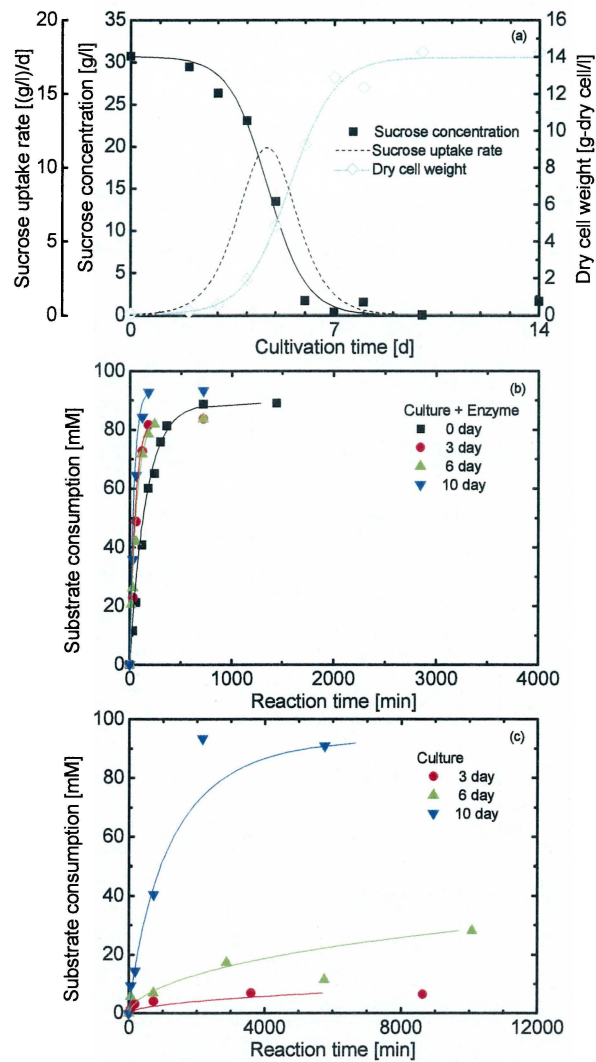 (a)
Sucrose uptake rate [(g/l)/d]
20
15
10
5
0
Sucrose concentration [g/l]
35
30
25
20
15
10
5
0
Sucrose concentration
Sucrose uptake rate
Dry cell weight
16
14
12
10
8
6
4
2
0
Dry cell weight [g-dry cell/l]
0 7 14
Cultivation time [d]
(b)
Substrate consumption [mM]
100
80
60
40
20
0
Culture + Enzyme
0 day
3 day
6 day
10 day
0 1000 2000 3000 4000
Reaction time [min]
(c)
Substrate consumption [mM]
100
80
60
40
20
0
Culture
3 day
6 day
10 day
0 4000 8000 12000
Reaction time [min]